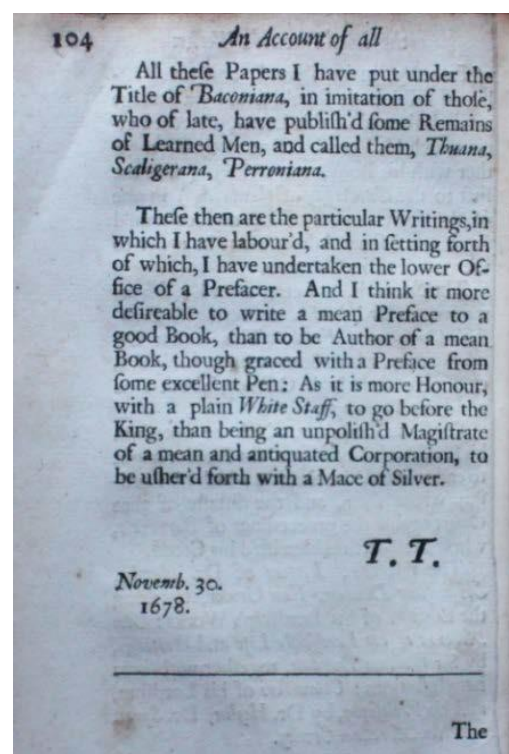 104 An Account of all
All theſe Papers I have put under the
Title of Baconiana, in imitation of thoſe,
who of late, have publiſh'd ſome Remains
of Learned Men, and called them, Thuana,
Scaligerana, Perroniana.
Theſe then are the particular Writings,in
which I have labour'd, and in ſetting forth
of which, I have undertaken the lower Of-
fice of a Prefacer. And I think it more
deſireable to write a mean Preface to a
good Book, than to be Author of a mean
Book, though graced with a Preface from
ſome excellent Pen: As it is more Honour,
with a plain White Staff, to go before the
King, than being an unpoliſh'd Magiſtrate
of a mean and antiquated Corporation, to
be uſher'd forth with a Mace of Silver.
T. T.
Novemb. 30.
1678.
The